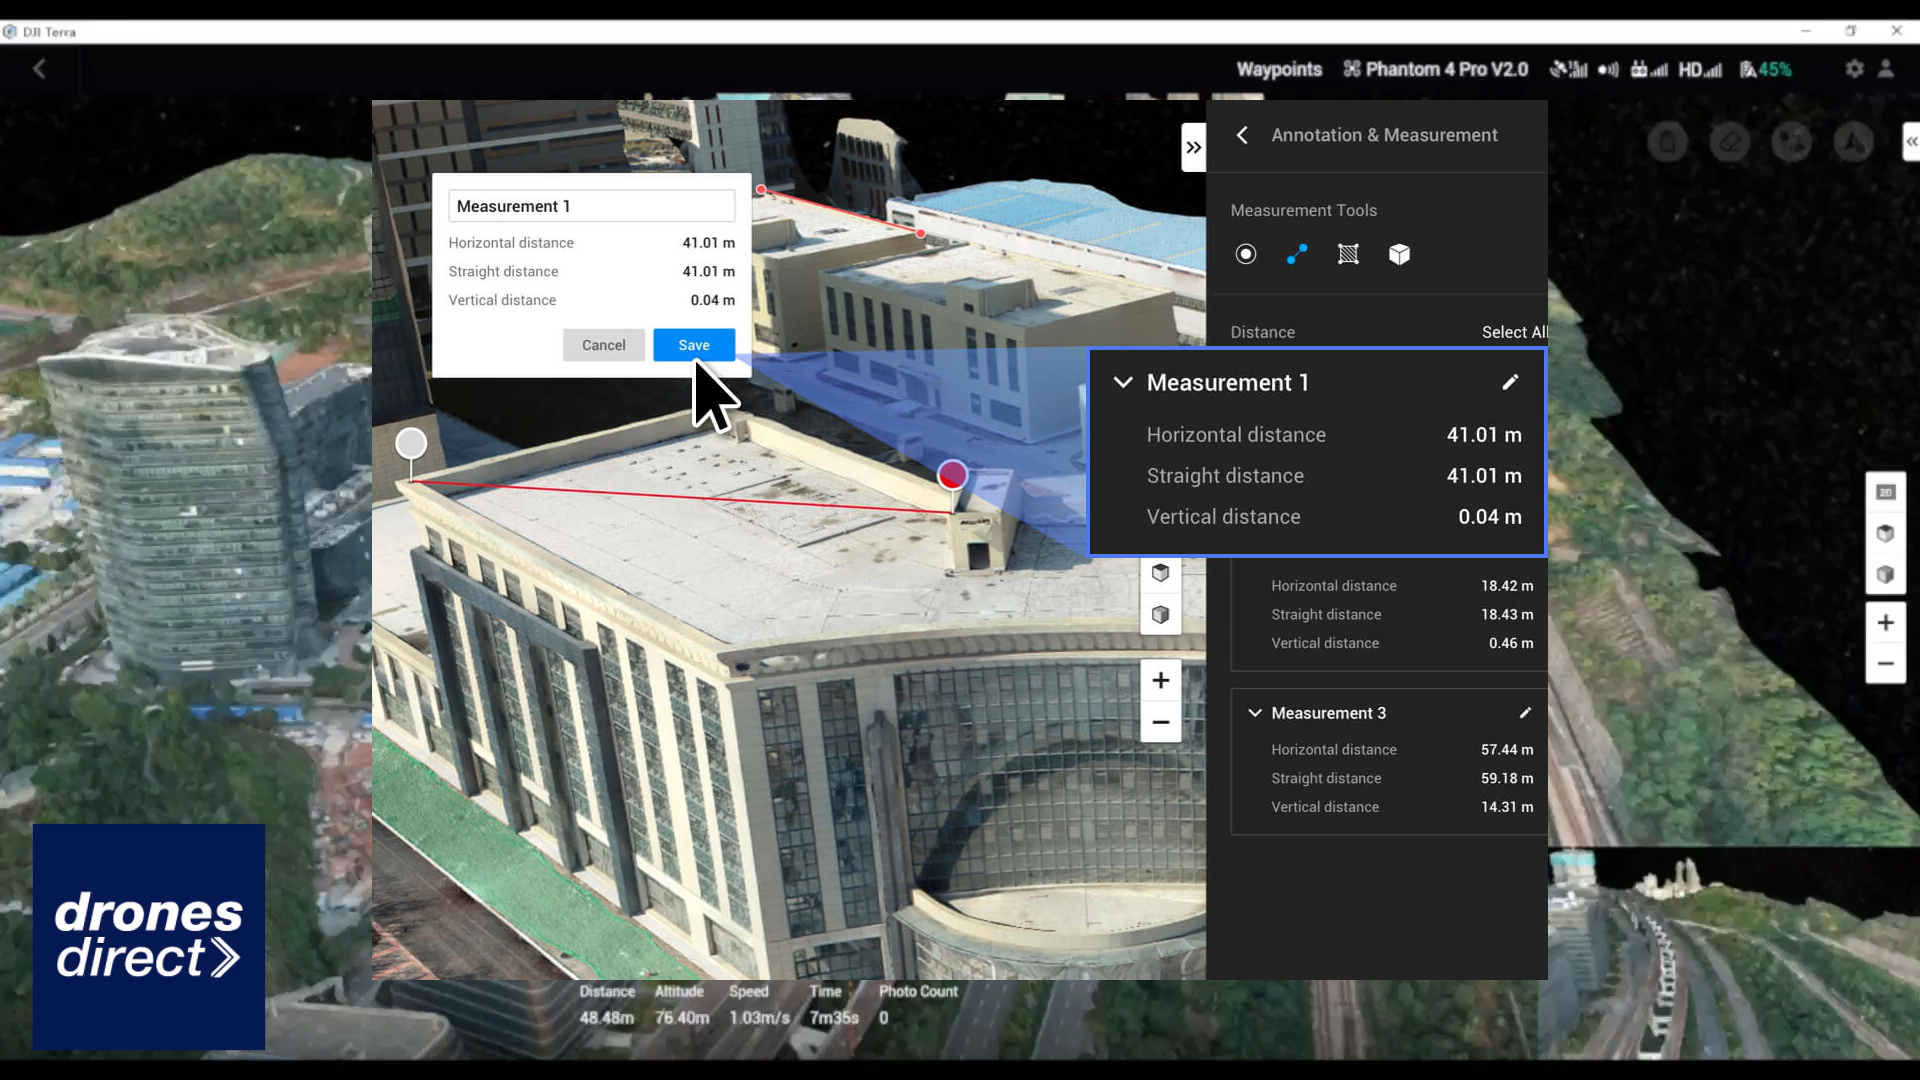 DJI Terra
Waypoints Phantom 4 Pro V2.0 HD 45%
Measurement 1
Horizontal distance 41.01 m
Straight distance 41.01 m
Vertical distance 0.04 m
Cancel Save
Annotation & Measurement
Measurement Tools
Distance Select All
Measurement 1
Horizontal distance 41.01 m
Straight distance 41.01 m
Vertical distance 0.04 m
Horizontal distance 18.42 m
Straight distance 18.43 m
Vertical distance 0.46 m
Measurement 3
Horizontal distance 57.44 m
Straight distance 59.18 m
Vertical distance 14.31 m
2D
drones
direct
Distance Altitude Speed Time Photo Count
48.48m 76.40m 1.03m/s 7m35s 0